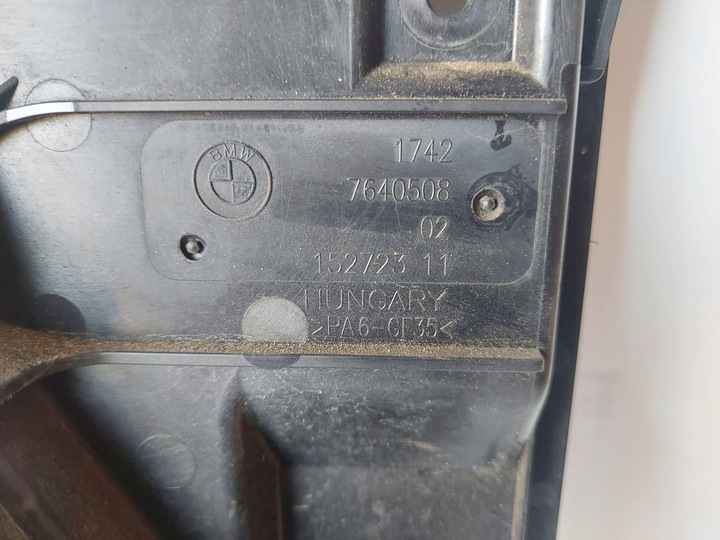 BMW
1742
7640508
02
152723 11
HUNGARY
>PA6-GF35<